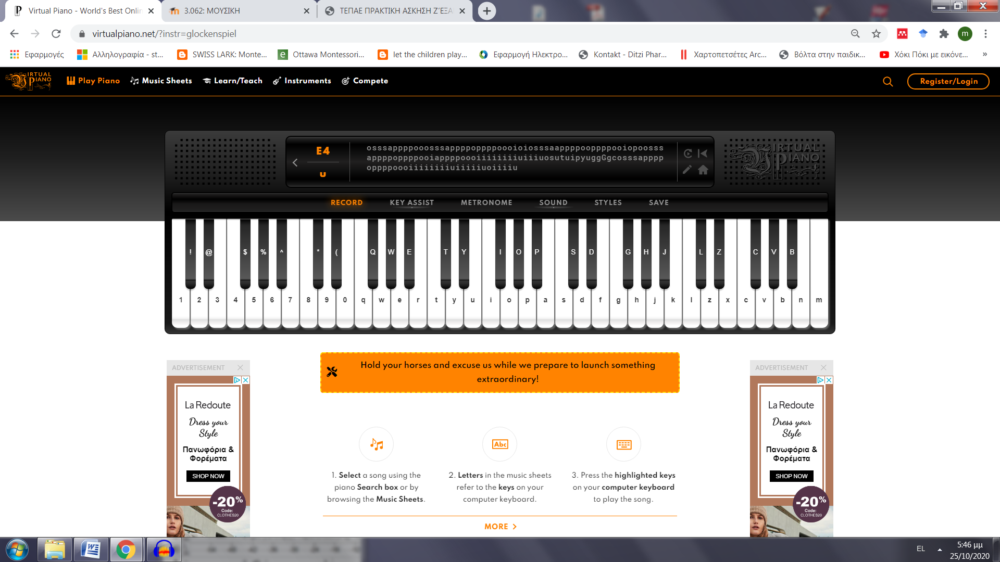 Virtual Piano - World's Best Onlin
3.062: ΜΟΥΣΙΚΗ
ΤΕΠΑΕ ΠΡΑΚΤΙΚΗ ΑΣΚΗΣΗ Ζ'ΕΞΑ
virtualpiano.net/?instr=glockenspiel
m
Εφαρμογές
Αλληλογραφία - st...
SWISS LARK: Monte...
Ottawa Montessori...
let the children play...
Εφαρμογή Ηλεκτρο...
Kontakt - Ditzi Phar...
Χαρτοπετσέτες Arc...
Βόλτα στην παιδικ...
Χόκι Πόκι με εικόνε...
»
VIRTUAL PIANO
Play Piano
Music Sheets
Learn/Teach
Instruments
Compete
Register/Login
E4
u
osssappppooosssappppoppppoooioiosssaappppooppppooiopoosss
appppoppppooiappppoooiiiiiiiiuiiiuosutuipyuggGgcosssapppp
oppppoooiiiiiiiiuiiiiiuoiiiiu
VIRTUAL PIANO
RECORD
KEY ASSIST
METRONOME
SOUND
STYLES
SAVE
! @ $ % ^ * ( Q W E T Y I O P S D G H J L Z C V B
1 2 3 4 5 6 7 8 9 0 q w e r t y u i o p a s d f g h j k l z x c v b n m
Hold your horses and excuse us while we prepare to launch something
extraordinary!
ADVERTISEMENT
La Redoute
Dress your
Style
Πανωφόρια &
Φορέματα
SHOP NOW
-20%
Code:
CLOTHES20
Abc
1. Select a song using the
piano Search box or by
browsing the Music Sheets.
2. Letters in the music sheets
refer to the keys on your
computer keyboard.
3. Press the highlighted keys
on your computer keyboard
to play the song.
MORE
ADVERTISEMENT
La Redoute
Dress your
Style
Πανωφόρια &
Φορέματα
SHOP NOW
-20%
Code:
CLOTHES20
EL
5:46 μμ
25/10/2020